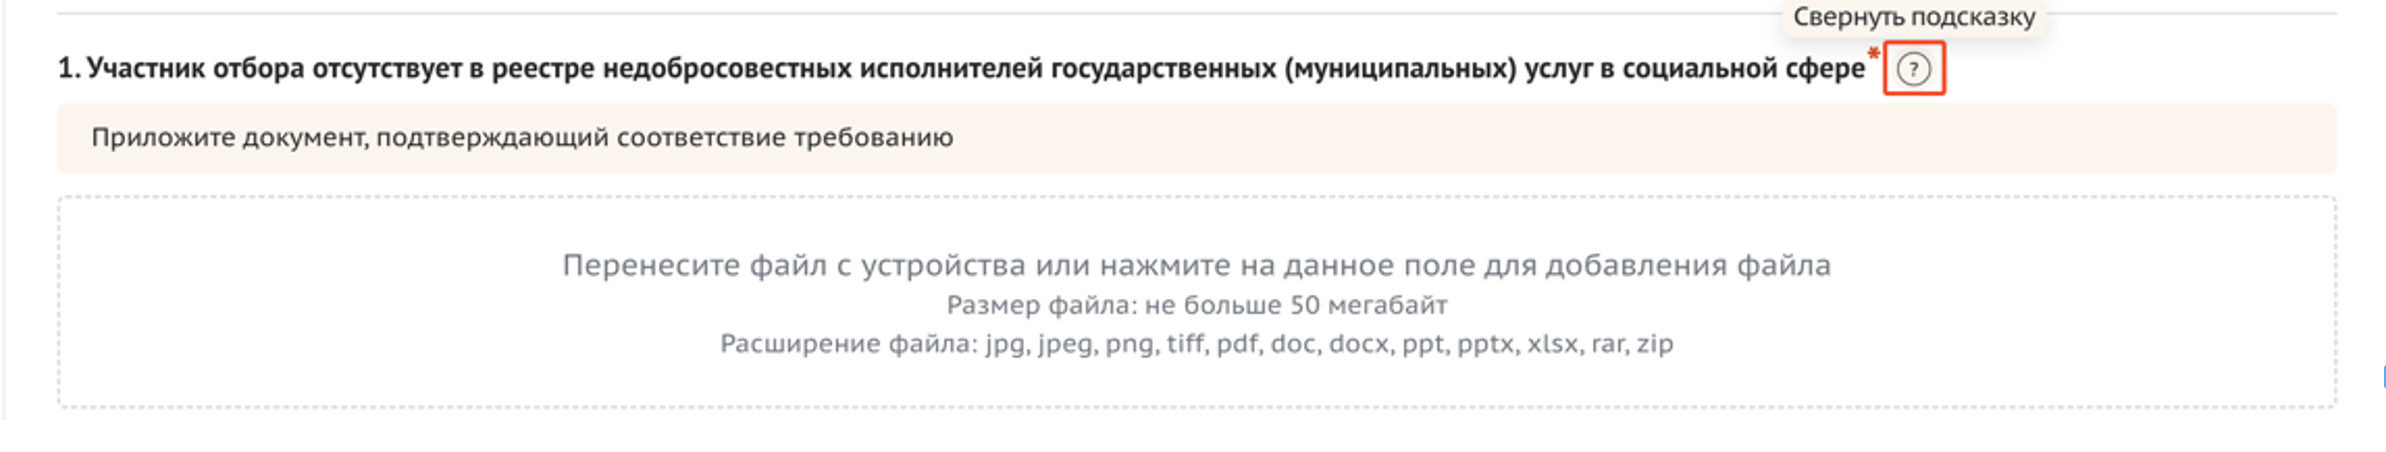 Свернуть подсказку
1. Участник отбора отсутствует в реестре недобросовестных исполнителей государственных (муниципальных) услуг в социальной сфере* ?
Приложите документ, подтверждающий соответствие требованию
Перенесите файл с устройства или нажмите на данное поле для добавления файла
Размер файла: не больше 50 мегабайт
Расширение файла: jpg, jpeg, png, tiff, pdf, doc, docx, ppt, pptx, xlsx, rar, zip